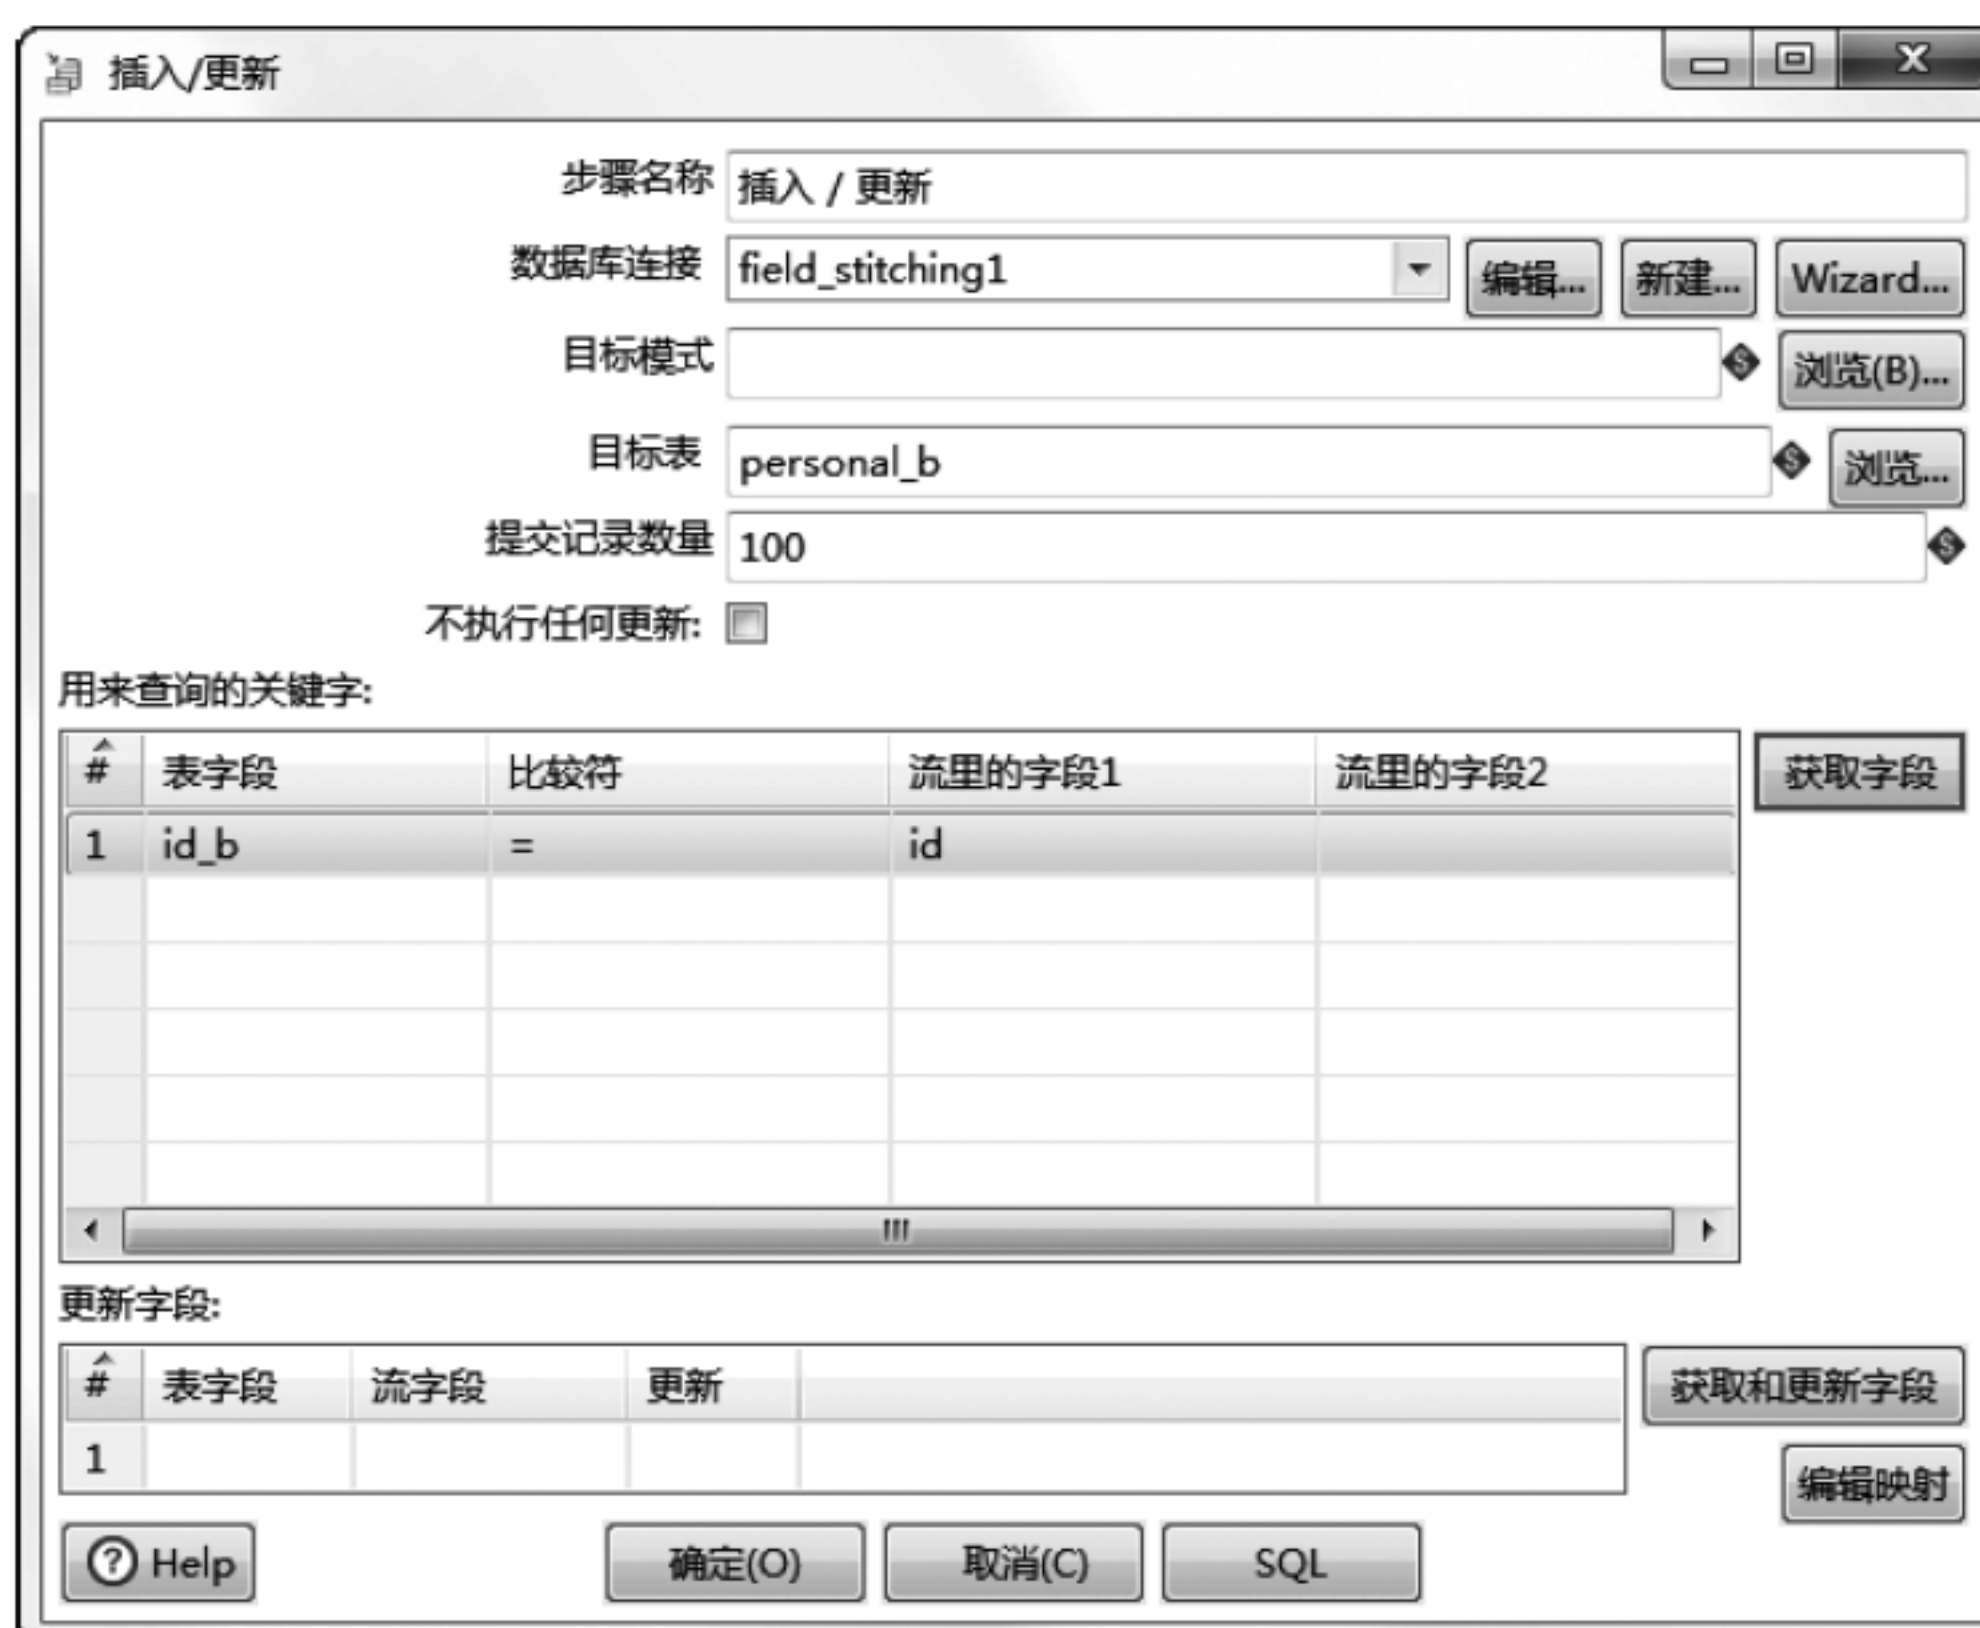 插入/更新
步骤名称 插入 / 更新
数据库连接 field_stitching1 编辑... 新建... Wizard...
目标模式 浏览(B)...
目标表 personal_b 浏览...
提交记录数量 100
不执行任何更新:
用来查询的关键字:
# 表字段 比较符 流里的字段1 流里的字段2 获取字段
1 id_b = id
更新字段:
# 表字段 流字段 更新 获取和更新字段
1
编辑映射
Help 确定(O) 取消(C) SQL